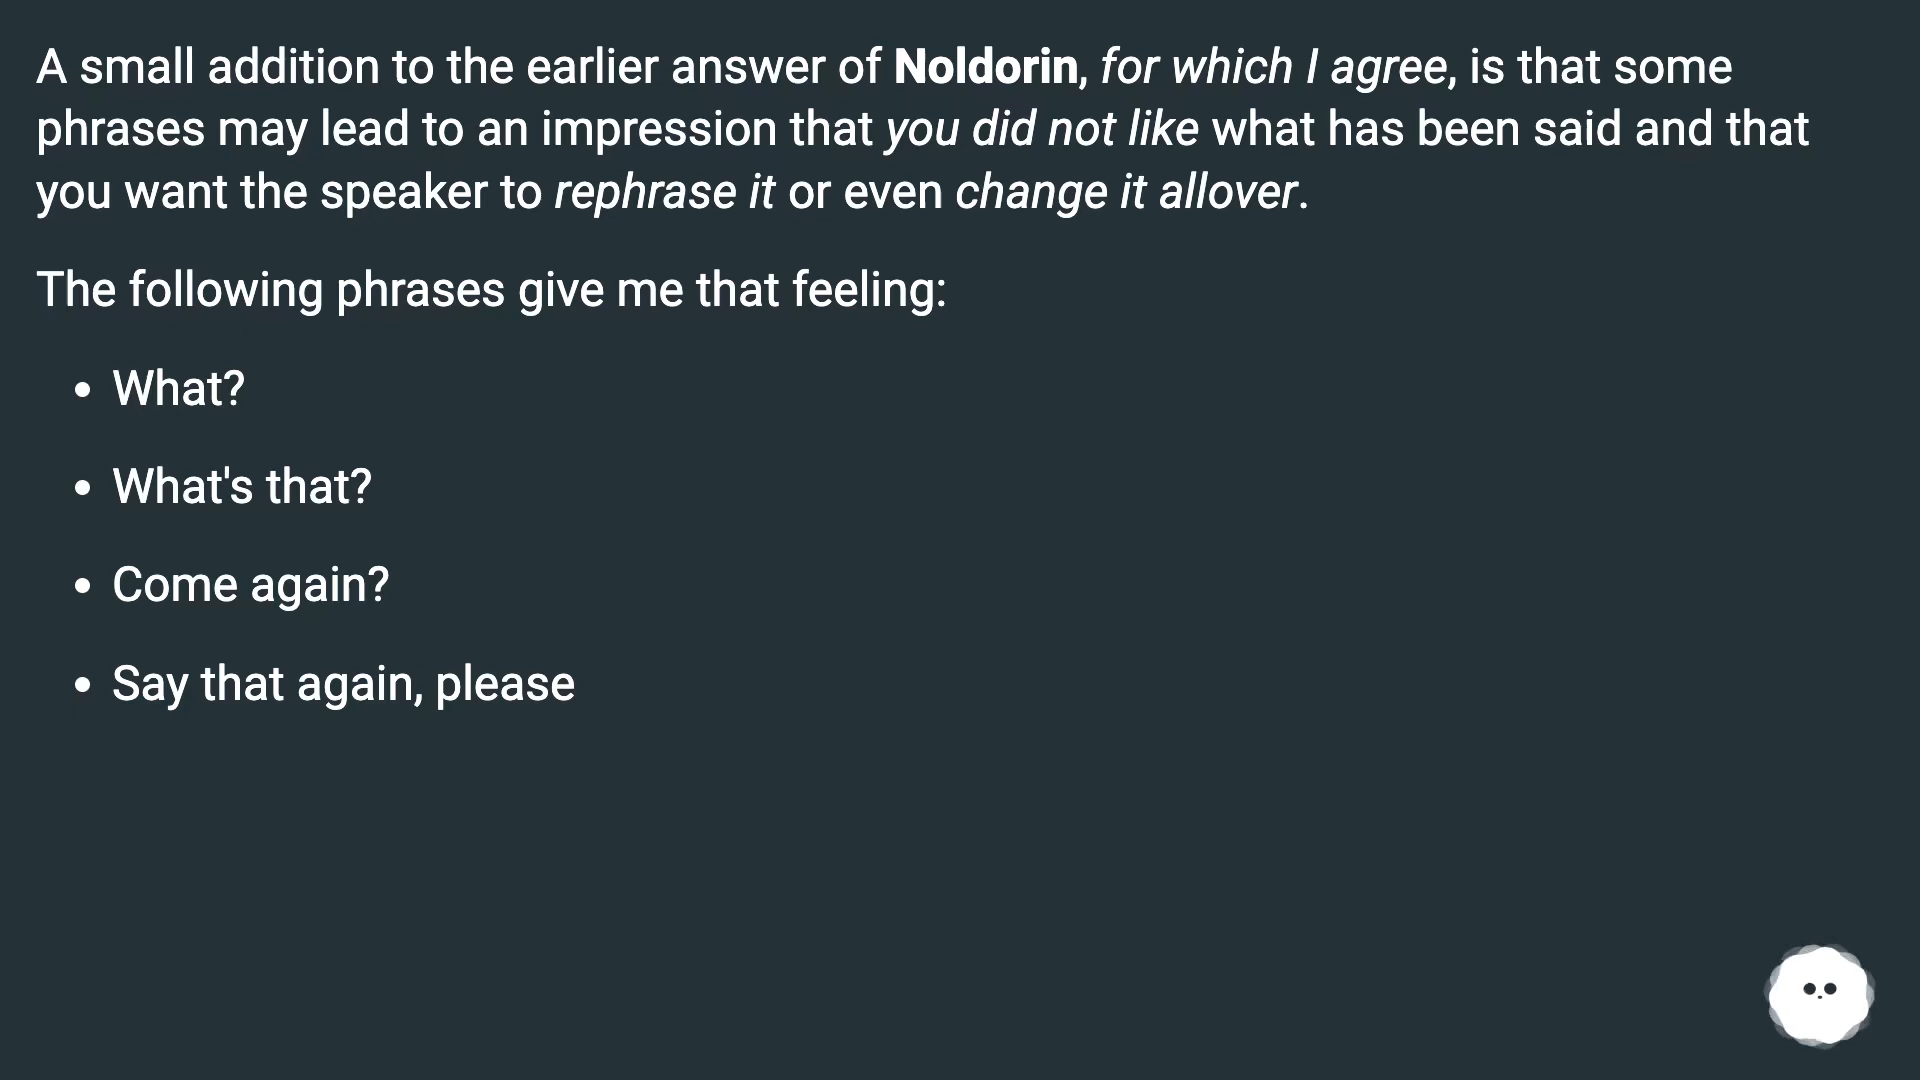 A small addition to the earlier answer of Noldorin, for which I agree, is that some
phrases may lead to an impression that you did not like what has been said and that
you want the speaker to rephrase it or even change it allover.
The following phrases give me that feeling:
• What?
• What's that?
• Come again?
• Say that again, please